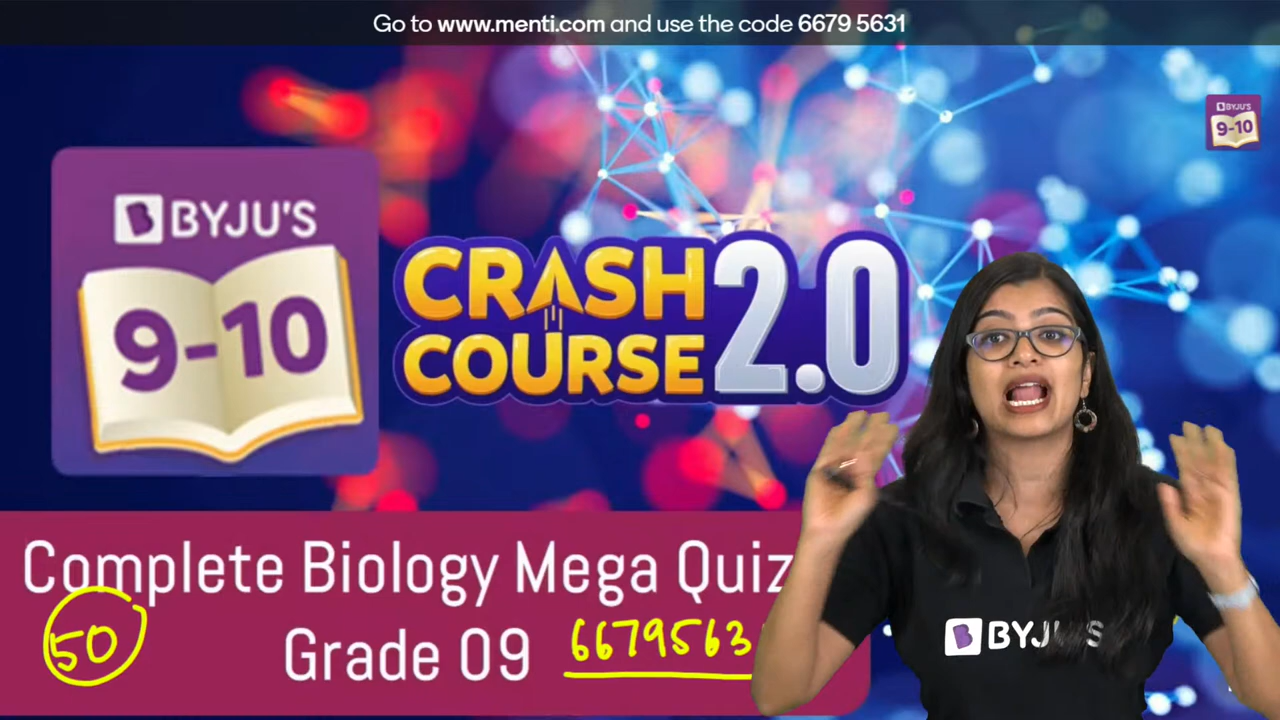 Go to www.menti.com and use the code 6679 5631
BYJU'S
9-10
BYJU'S
9-10
CRASH
COURSE 2.0
Complete Biology Mega Quiz
50
Grade 09
6679563
BYJU'S